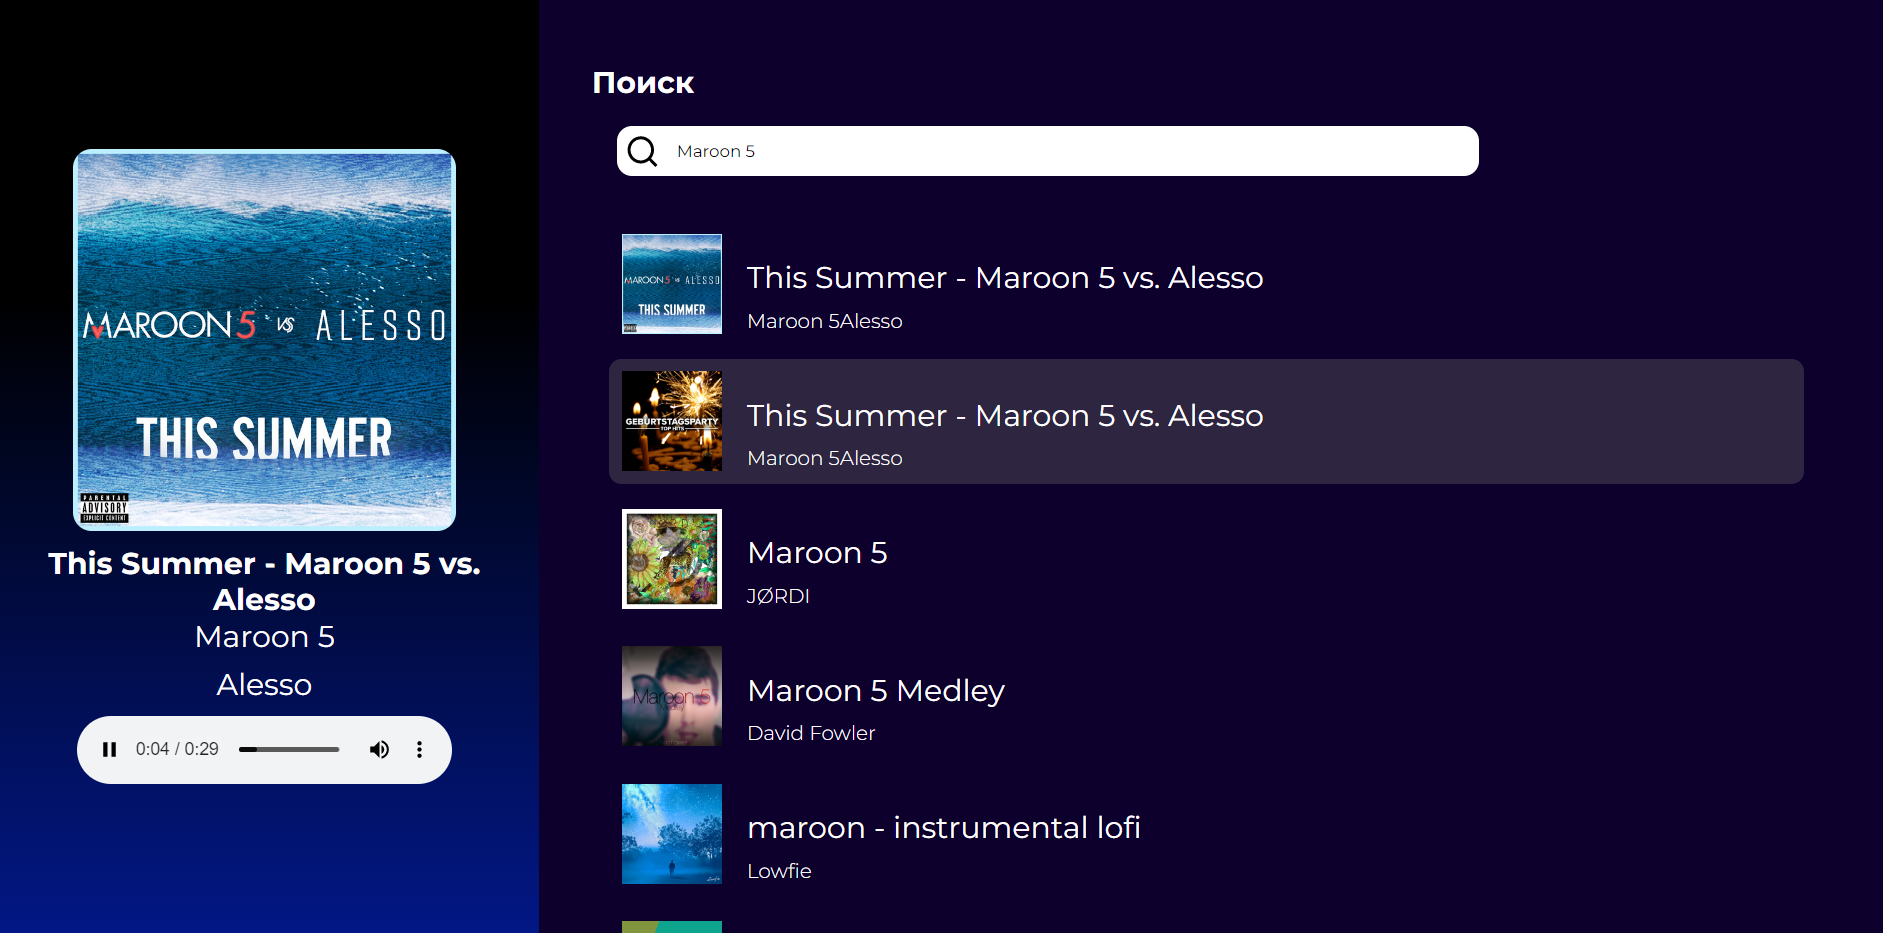 MAROON 5 vs ALESSO
THIS SUMMER
PARENTAL
ADVISORY
EXPLICIT CONTENT
This Summer - Maroon 5 vs.
Alesso
Maroon 5
Alesso
0:04 / 0:29
Поиск
Maroon 5
MAROON 5 vs ALESSO
THIS SUMMER
This Summer - Maroon 5 vs. Alesso
Maroon 5Alesso
GEBURTSTAGSPARTY
TOP HITS
This Summer - Maroon 5 vs. Alesso
Maroon 5Alesso
Maroon 5
JØRDI
Maroon 5
Medley
Maroon 5 Medley
David Fowler
maroon - instrumental lofi
Lowfie